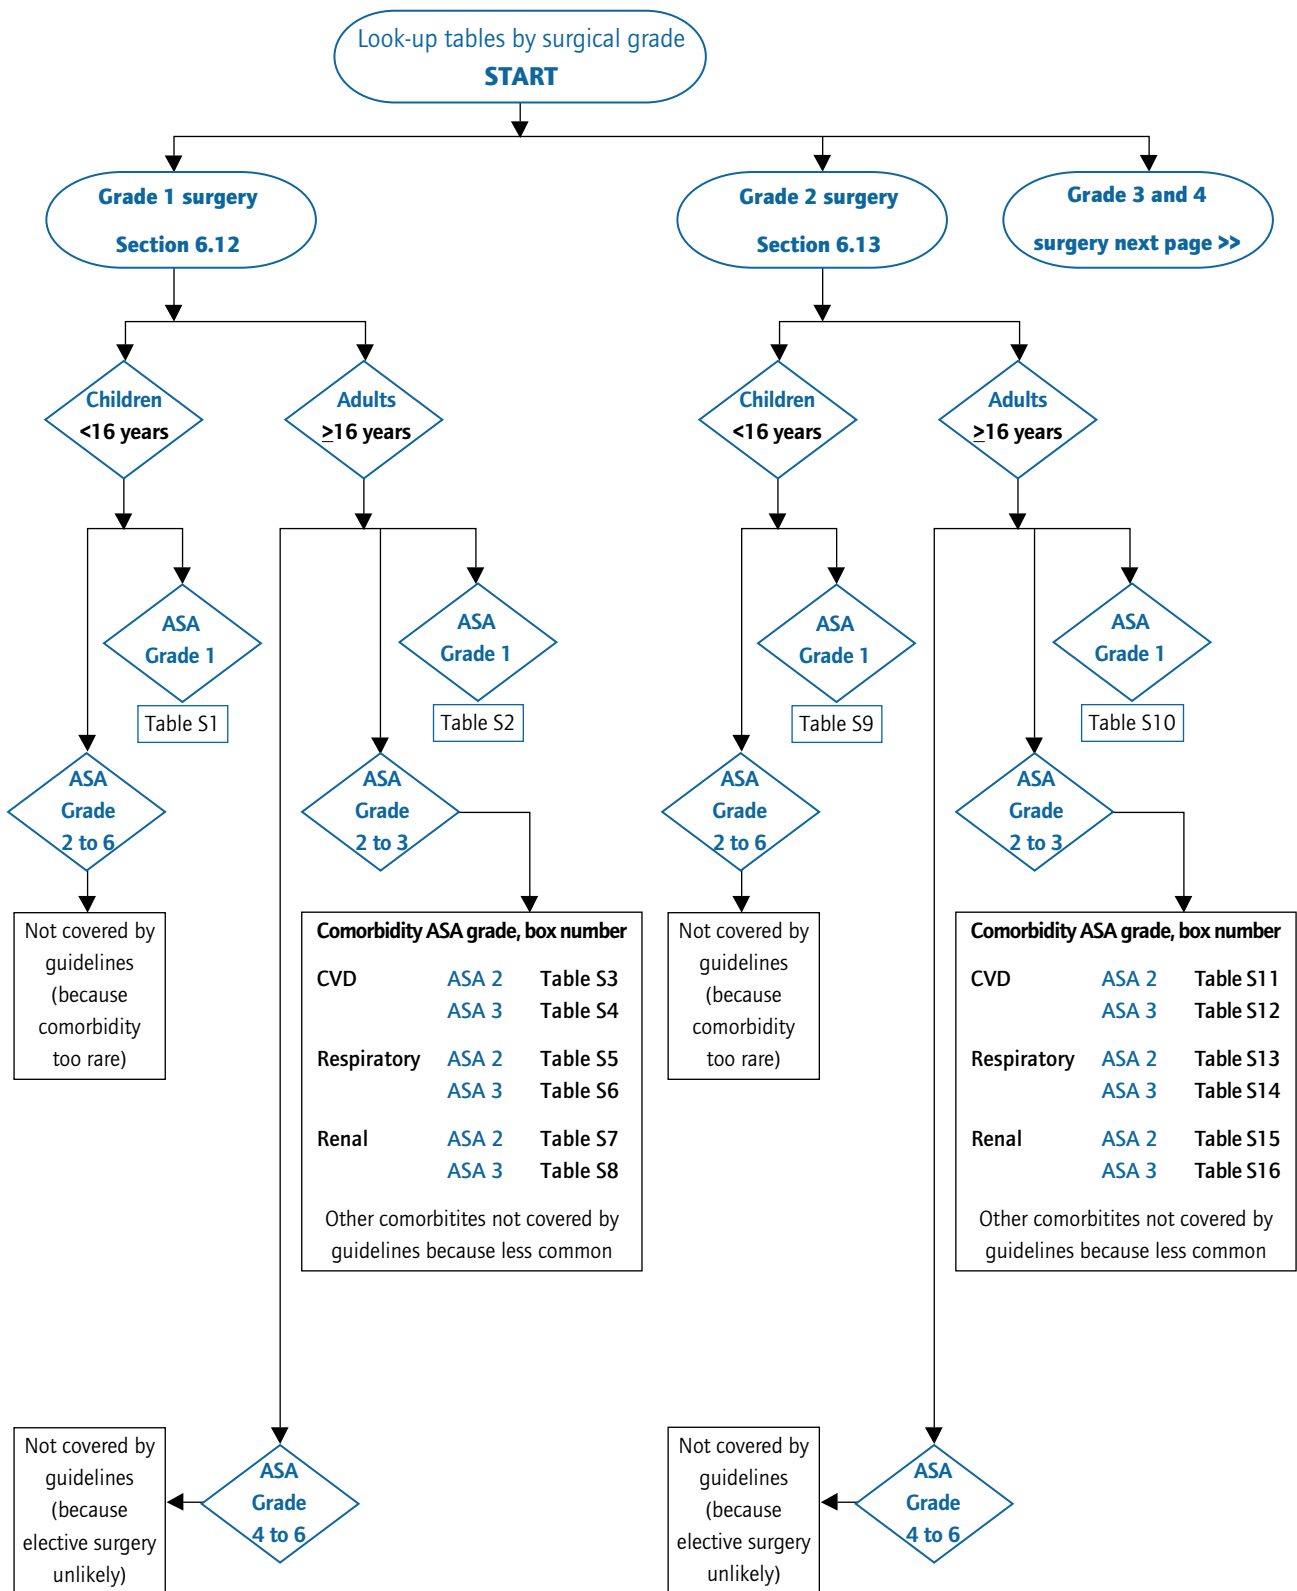 Look-up tables by surgical grade
START
Grade 1 surgery
Section 6.12
Grade 2 surgery
Section 6.13
Grade 3 and 4
surgery next page >>
Children
<16 years
Adults
≥16 years
Children
<16 years
Adults
≥16 years
ASA
Grade 1
Table S1
ASA
Grade 1
Table S2
ASA
Grade 1
Table S9
ASA
Grade 1
Table S10
ASA
Grade
2 to 6
ASA
Grade
2 to 3
ASA
Grade
2 to 6
ASA
Grade
2 to 3
Not covered by
guidelines
(because
comorbidity
too rare)
Comorbidity ASA grade, box number
CVD ASA 2 Table S3
ASA 3 Table S4
Respiratory ASA 2 Table S5
ASA 3 Table S6
Renal ASA 2 Table S7
ASA 3 Table S8
Other comorbitites not covered by
guidelines because less common
Not covered by
guidelines
(because
comorbidity
too rare)
Comorbidity ASA grade, box number
CVD ASA 2 Table S11
ASA 3 Table S12
Respiratory ASA 2 Table S13
ASA 3 Table S14
Renal ASA 2 Table S15
ASA 3 Table S16
Other comorbitites not covered by
guidelines because less common
Not covered by
guidelines
(because
elective surgery
unlikely)
ASA
Grade
4 to 6
Not covered by
guidelines
(because
elective surgery
unlikely)
ASA
Grade
4 to 6